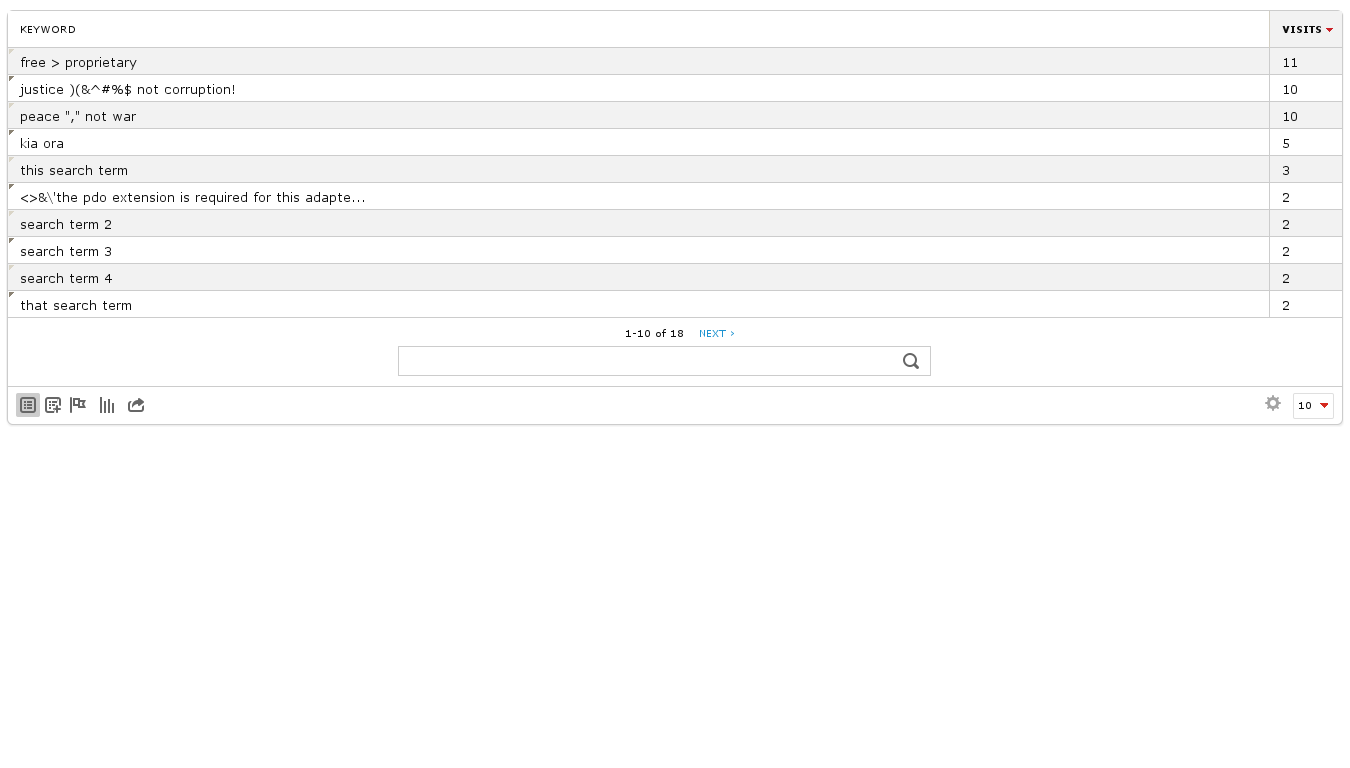 KEYWORD VISITS
free > proprietary 11
justice )(&^#%$ not corruption! 10
peace "," not war 10
kia ora 5
this search term 3
<>&\'the pdo extension is required for this adapte... 2
search term 2 2
search term 3 2
search term 4 2
that search term 2
1-10 of 18 NEXT ›
10